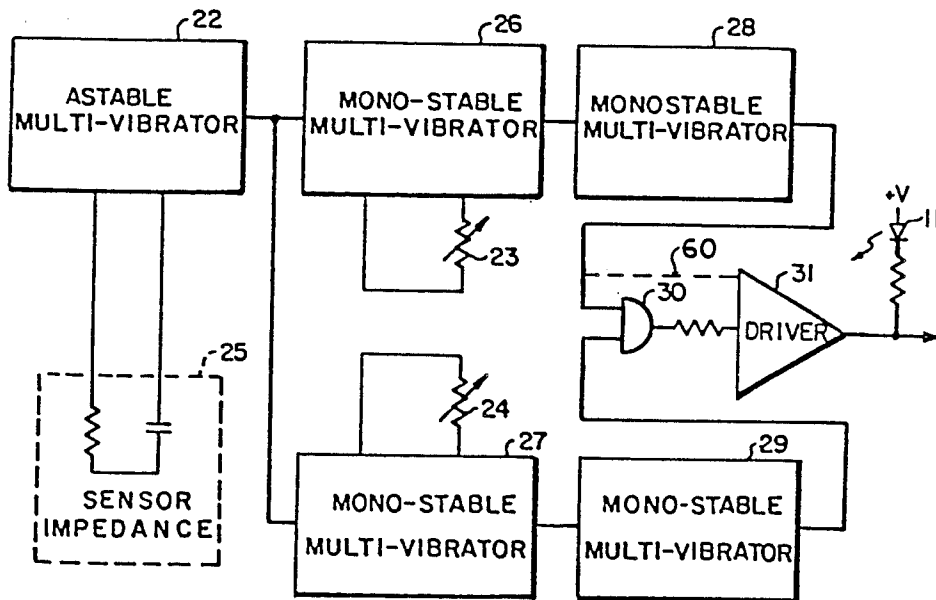 22
26
28
ASTABLE
MULTI-VIBRATOR
MONO-STABLE
MULTI-VIBRATOR
MONOSTABLE
MULTI-VIBRATOR
+V
11
23
60
30
31
DRIVER
25
24
SENSOR
IMPEDANCE
27
29
MONO-STABLE
MULTI-VIBRATOR
MONO-STABLE
MULTI-VIBRATOR